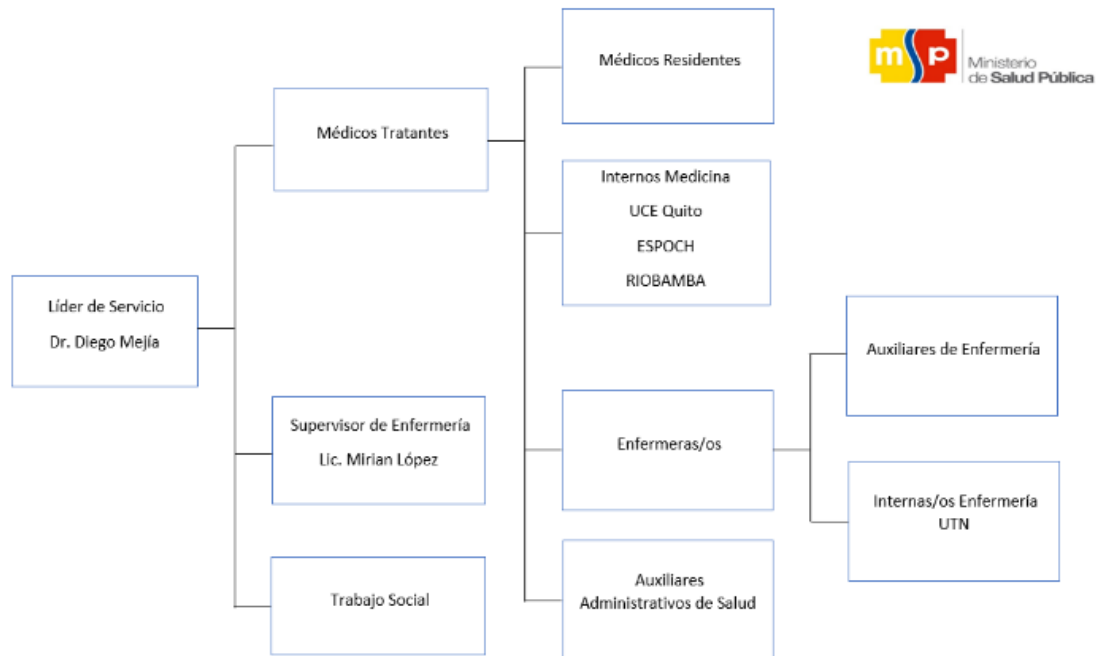 msp
Ministerio
de Salud Pública
Médicos Residentes
Médicos Tratantes
Internos Medicina
UCE Quito
ESPOCH
RIOBAMBA
Líder de Servicio
Dr. Diego Mejía
Auxiliares de Enfermería
Supervisor de Enfermería
Lic. Mirian López
Enfermeras/os
Internas/os Enfermería
UTN
Trabajo Social
Auxiliares
Administrativos de Salud